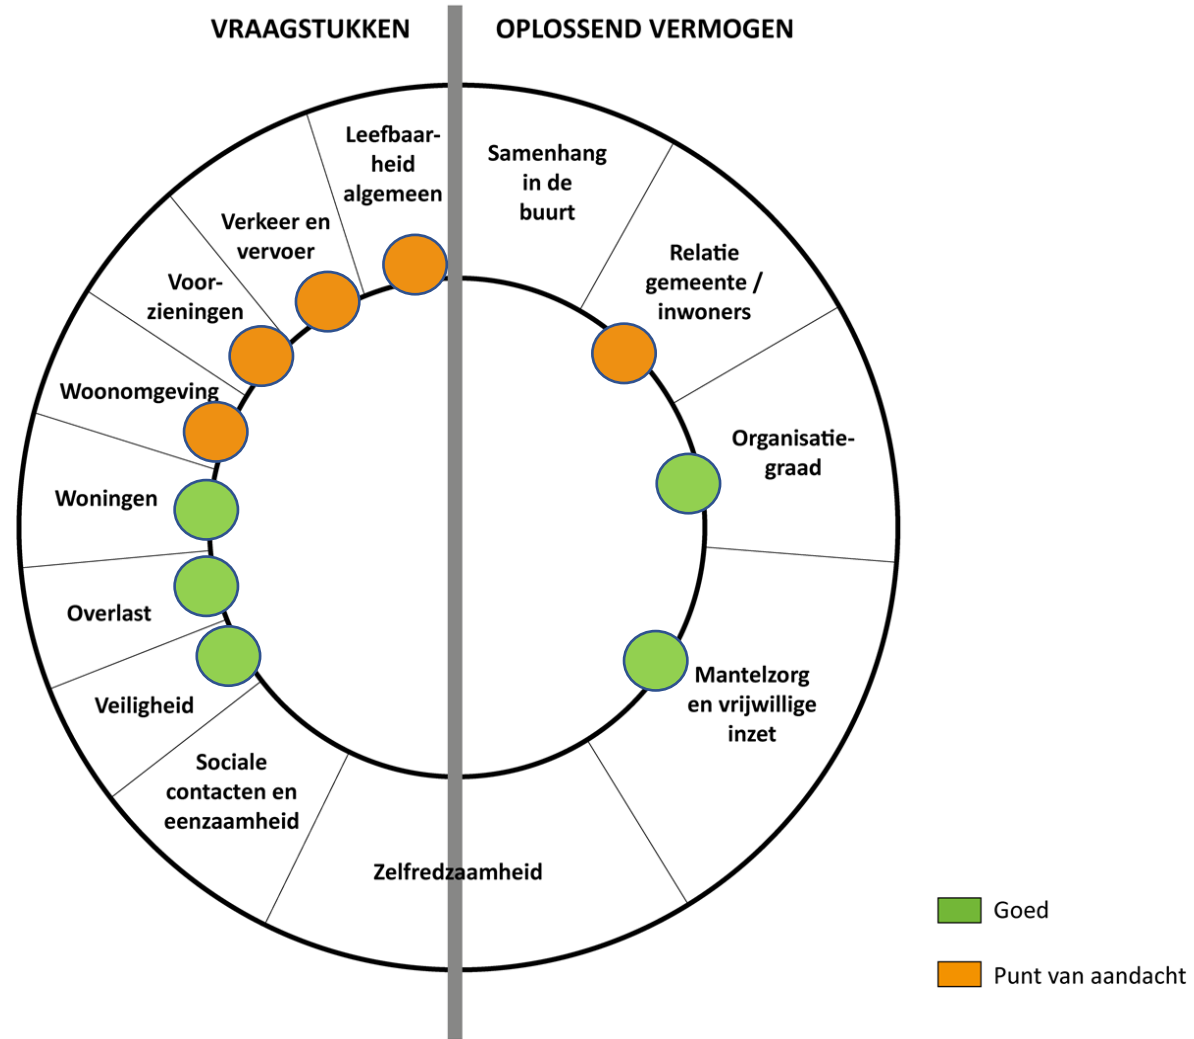 VRAAGSTUKKEN
OPLOSSEND VERMOGEN
Leefbaar-
heid
algemeen
Verkeer en
vervoer
Voor-
zieningen
Woonomgeving
Woningen
Overlast
Veiligheid
Sociale
contacten en
eenzaamheid
Zelfredzaamheid
Samenhang
in de
buurt
Relatie
gemeente /
inwoners
Organisatie-
graad
Mantelzorg
en vrijwillige
inzet
Goed
Punt van aandacht